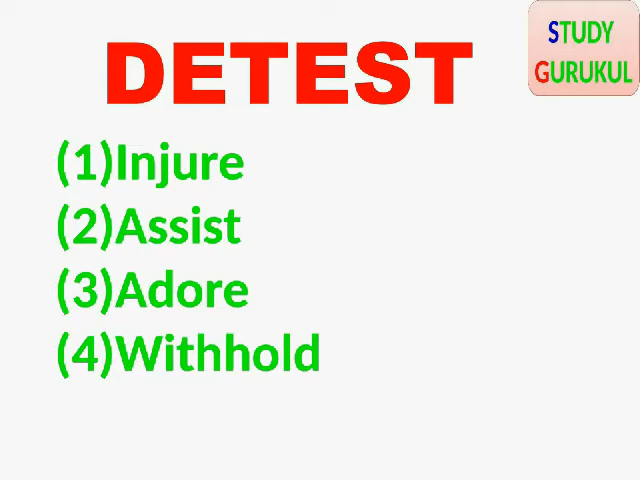 STUDY
GURUKUL
DETEST
(1)Injure
(2)Assist
(3)Adore
(4)Withhold